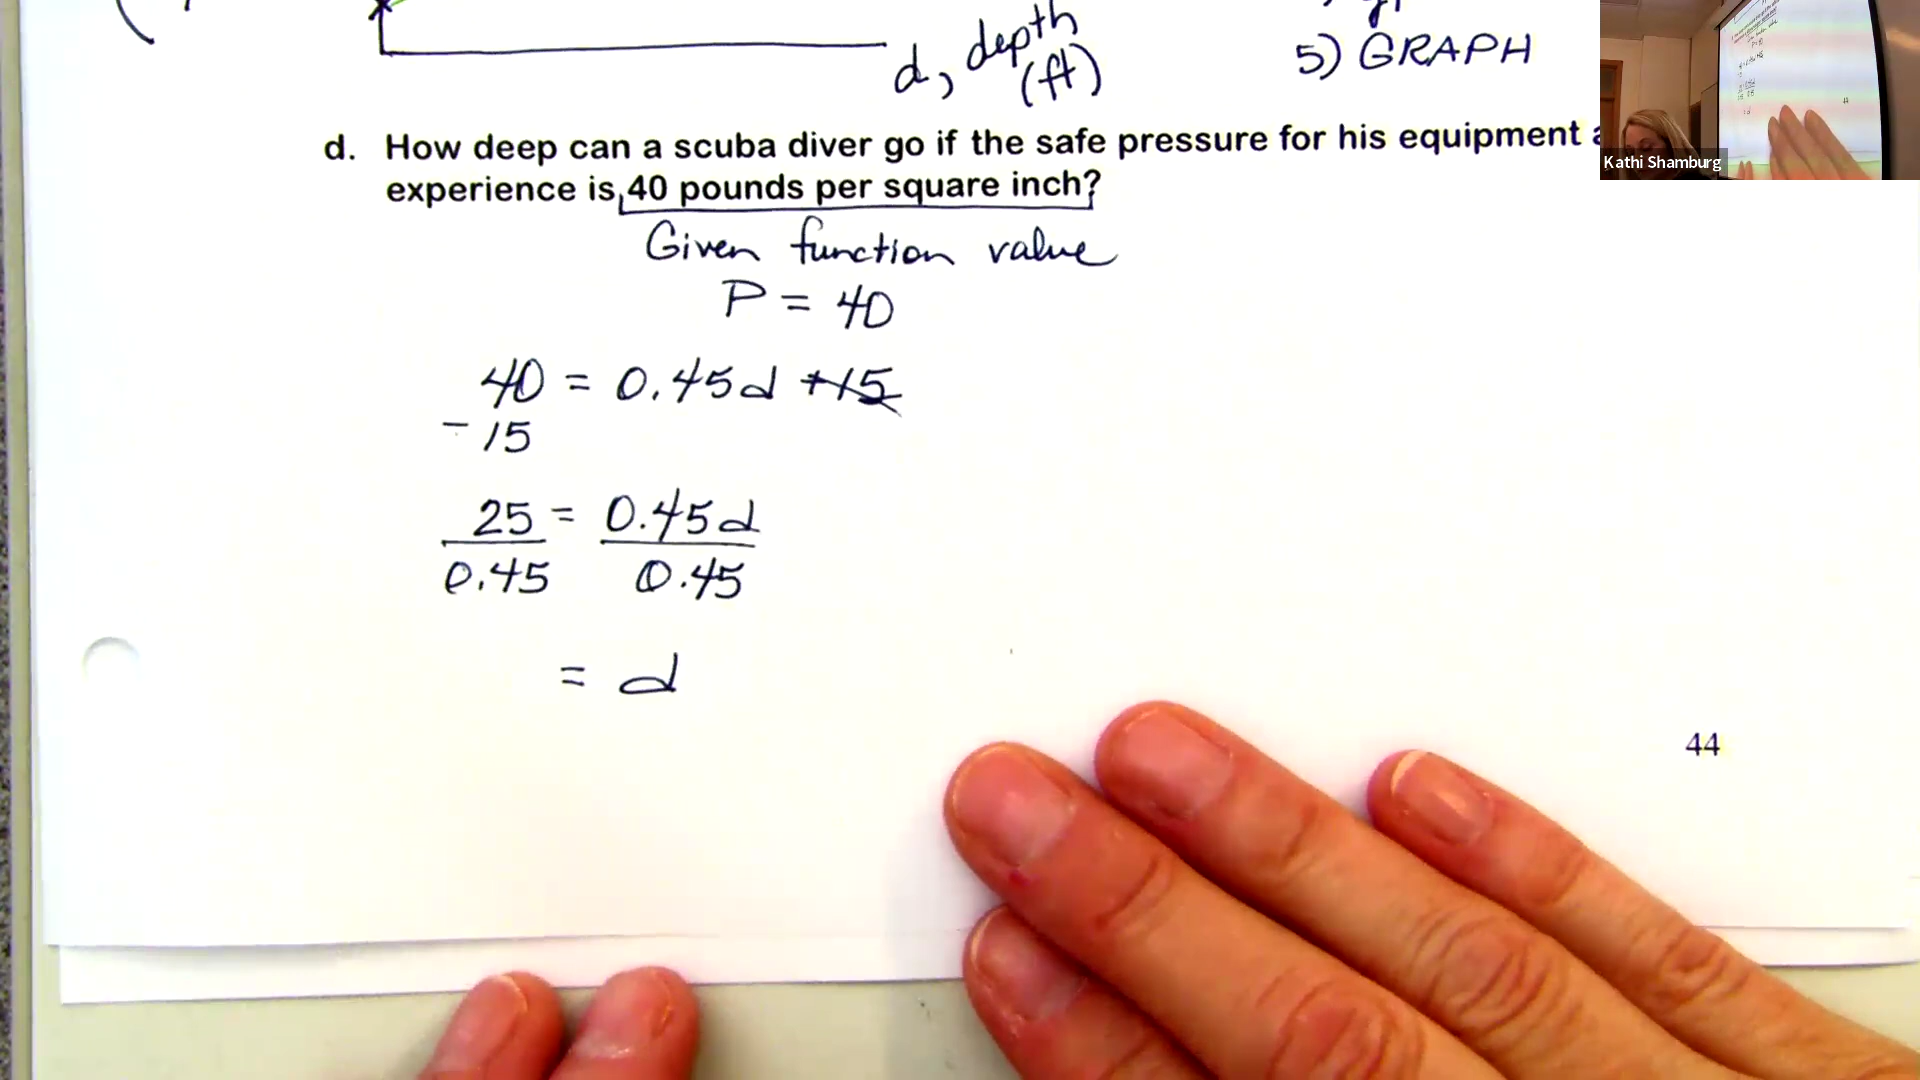 d, depth
(ft)
5) GRAPH
d. How deep can a scuba diver go if the safe pressure for his equipment
experience is 40 pounds per square inch?
Given function value
P = 40
40 = 0.45d +15
- 15
25 = 0.45d
0.45 0.45
= d
44
Kathi Shamburg